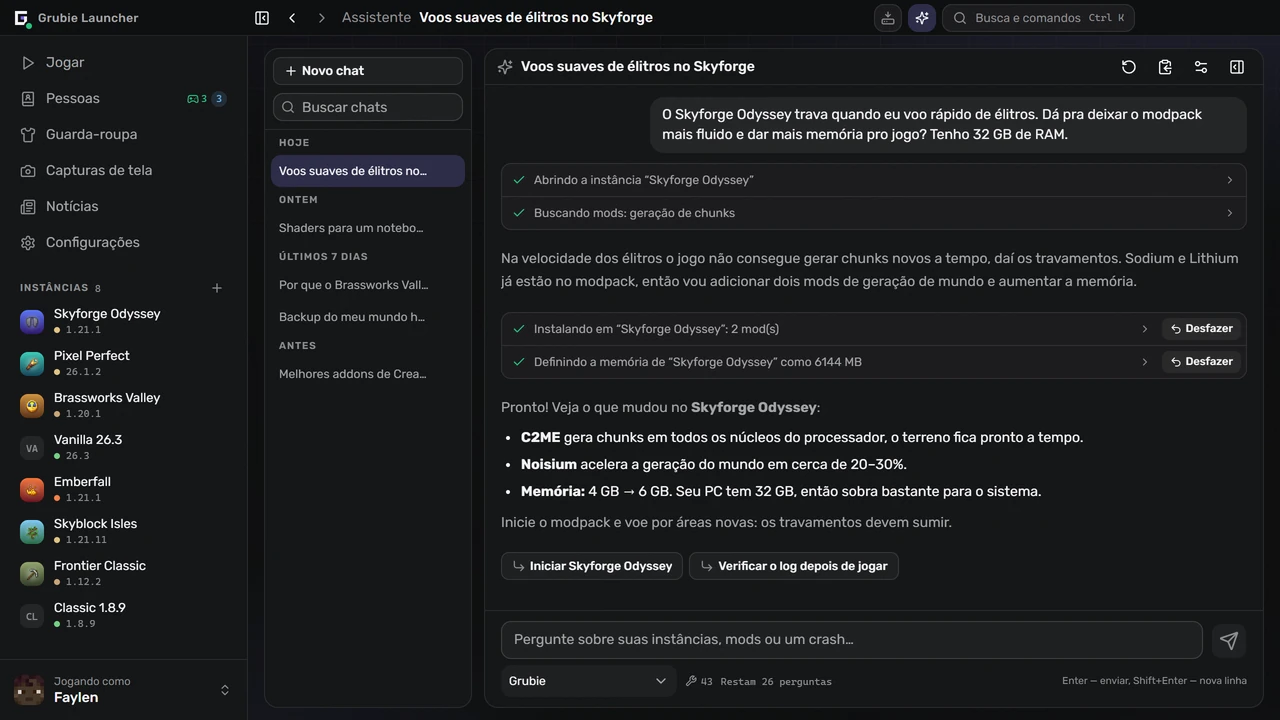 Grubie Launcher
Assistente Voos suaves de élitros no Skyforge
Busca e comandos Ctrl K
Jogar
Pessoas 3 3
Guarda-roupa
Capturas de tela
Notícias
Configurações
INSTÂNCIAS 8
Skyforge Odyssey
1.21.1
Pixel Perfect
26.1.2
Brassworks Valley
1.20.1
VA
Vanilla 26.3
26.3
Emberfall
1.21.1
Skyblock Isles
1.21.11
Frontier Classic
1.12.2
CL
Classic 1.8.9
1.8.9
Jogando como
Faylen
Novo chat
Buscar chats
HOJE
Voos suaves de élitros no…
ONTEM
Shaders para um notebo…
ÚLTIMOS 7 DIAS
Por que o Brassworks Vall…
Backup do meu mundo h…
ANTES
Melhores addons de Crea…
Voos suaves de élitros no Skyforge
O Skyforge Odyssey trava quando eu voo rápido de élitros. Dá pra deixar o modpack
mais fluido e dar mais memória pro jogo? Tenho 32 GB de RAM.
Abrindo a instância “Skyforge Odyssey”
Buscando mods: geração de chunks
Na velocidade dos élitros o jogo não consegue gerar chunks novos a tempo, daí os travamentos. Sodium e Lithium
já estão no modpack, então vou adicionar dois mods de geração de mundo e aumentar a memória.
Instalando em “Skyforge Odyssey”: 2 mod(s) Desfazer
Definindo a memória de “Skyforge Odyssey” como 6144 MB Desfazer
Pronto! Veja o que mudou no Skyforge Odyssey:
• C2ME gera chunks em todos os núcleos do processador, o terreno fica pronto a tempo.
• Noisium acelera a geração do mundo em cerca de 20–30%.
• Memória: 4 GB → 6 GB. Seu PC tem 32 GB, então sobra bastante para o sistema.
Inicie o modpack e voe por áreas novas: os travamentos devem sumir.
Iniciar Skyforge Odyssey
Verificar o log depois de jogar
Pergunte sobre suas instâncias, mods ou um crash…
Grubie
43 Restam 26 perguntas
Enter — enviar, Shift+Enter — nova linha